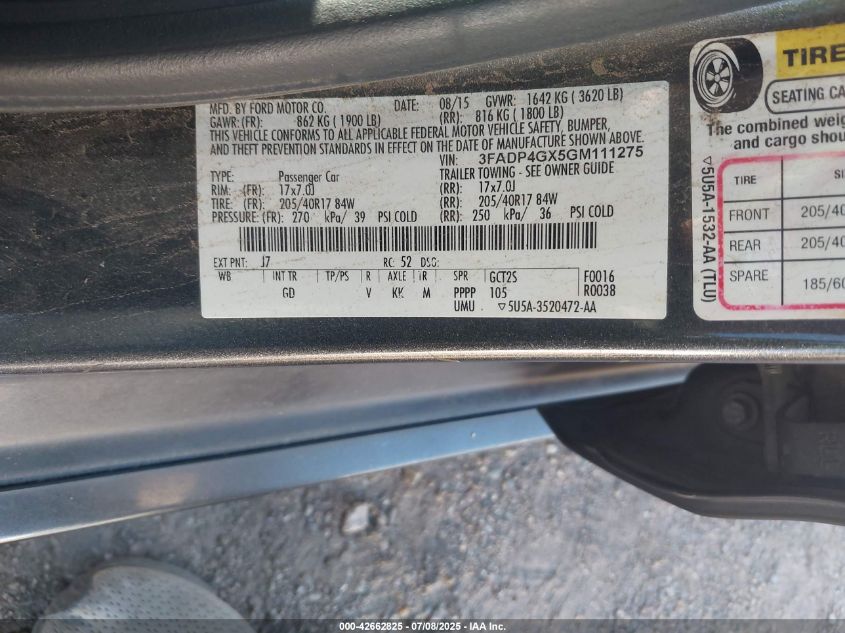 MFD. BY FORD MOTOR CO. DATE: 08/15 GVWR: 1642 KG ( 3620 LB)
GAWR: (FR): 862 KG ( 1900 LB) (RR): 816 KG ( 1800 LB)
THIS VEHICLE CONFORMS TO ALL APPLICABLE FEDERAL MOTOR VEHICLE SAFETY, BUMPER,
AND THEFT PREVENTION STANDARDS IN EFFECT ON THE DATE OF MANUFACTURE SHOWN ABOVE.
VIN: 3FADP4GX5GM111275
TYPE: Passenger Car TRAILER TOWING - SEE OWNER GUIDE
RIM: (FR): 17x7.0J (RR): 17x7.0J
TIRE: (FR): 205/40R17 84W (RR): 205/40R17 84W
PRESSURE: (FR) 270 kPa/ 39 PSI COLD (RR): 250 kPa/ 36 PSI COLD
EXT PNT: J7 RC: 52 DSO:
WB INT TR TP/PS R AXLE TR SPR GCT2S F0016
GD V KK M PPPP 105 R0038
UMU ▽5U5A-3520472-AA
▽5U5A-1532-AA (TLU)
TIRE
SEATING CA
The combined weig
and cargo shou
TIRE SI
FRONT 205/40
REAR 205/40
SPARE 185/60
000-42662825 - 07/08/2025 - IAA Inc.